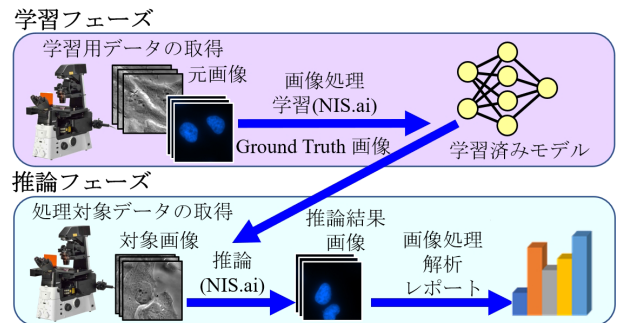 学習フェーズ
学習用データの取得
元画像
画像処理
学習(NIS.ai)
Ground Truth 画像
学習済みモデル
推論フェーズ
処理対象データの取得
対象画像
推論
(NIS.ai)
推論結果
画像
画像処理
解析
レポート